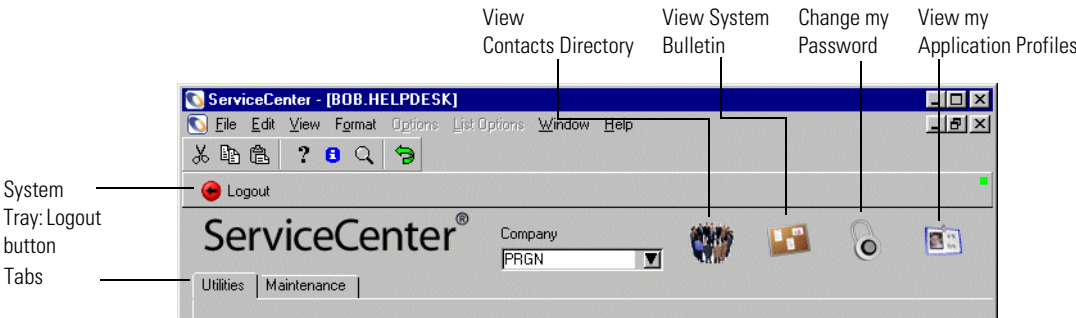 View
Contacts Directory
View System
Bulletin
Change my
Password
View my
Application Profiles
ServiceCenter - [BOB.HELPDESK]
File Edit View Format Options List Options Window Help
System
Tray: Logout
button
Logout
ServiceCenter®
Company
PRGN
Tabs
Utilities Maintenance